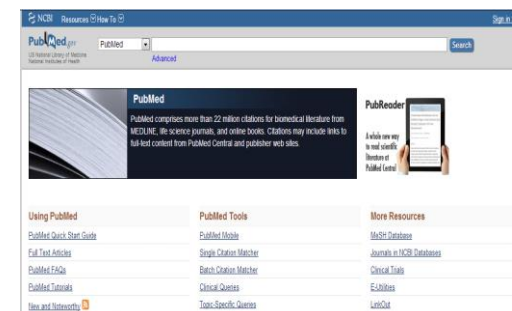 NCBI Resources How To Sign in
PubMed.gov
US National Library of Medicine
National Institutes of Health
PubMed
Search
Advanced
PubMed
PubMed comprises more than 22 million citations for biomedical literature from
MEDLINE, life science journals, and online books. Citations may include links to
full-text content from PubMed Central and publisher web sites.
PubReader
A whole new way
to read scientific
literature at
PubMed Central
Using PubMed
PubMed Quick Start Guide
Full Text Articles
PubMed FAQs
PubMed Tutorials
New and Noteworthy
PubMed Tools
PubMed Mobile
Single Citation Matcher
Batch Citation Matcher
Clinical Queries
Topic-Specific Queries
More Resources
MeSH Database
Journals in NCBI Databases
Clinical Trials
E-Utilities
LinkOut